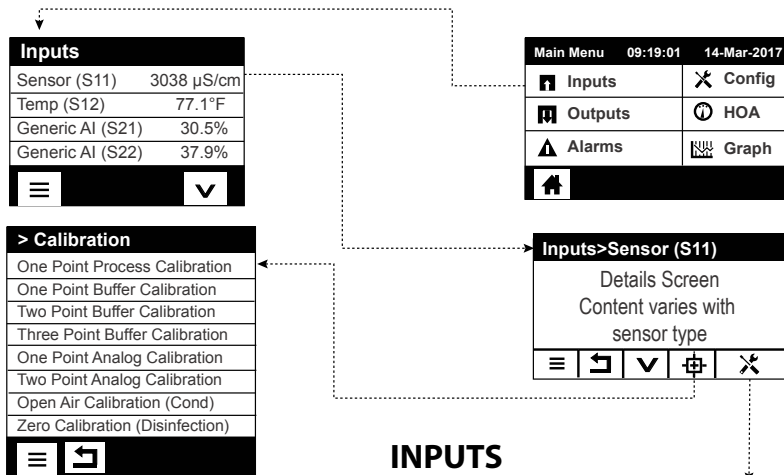 Inputs
Sensor (S11) 3038 µS/cm
Temp (S12) 77.1°F
Generic AI (S21) 30.5%
Generic AI (S22) 37.9%
Main Menu 09:19:01 14-Mar-2017
Inputs Config
Outputs HOA
Alarms Graph
> Calibration
One Point Process Calibration
One Point Buffer Calibration
Two Point Buffer Calibration
Three Point Buffer Calibration
One Point Analog Calibration
Two Point Analog Calibration
Open Air Calibration (Cond)
Zero Calibration (Disinfection)
Inputs>Sensor (S11)
Details Screen
Content varies with
sensor type
INPUTS